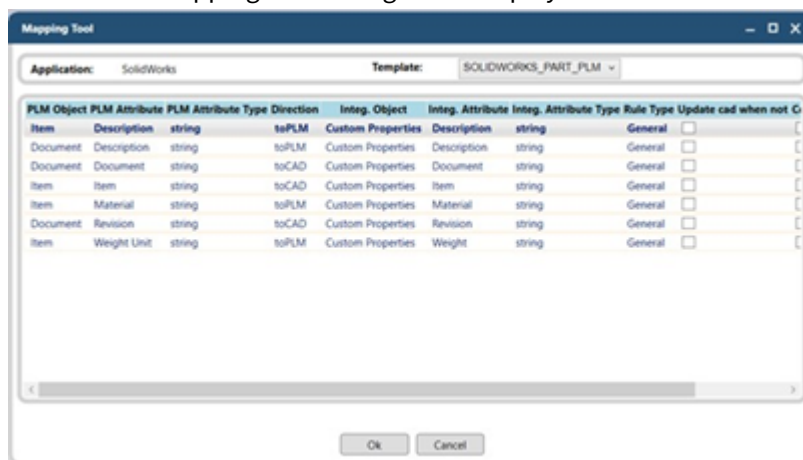 Mapping Tool
Application: SolidWorks Template: SOLIDWORKS_PART_PLM
PLM Object PLM Attribute PLM Attribute Type Direction Integ. Object Integ. Attribute Integ. Attribute Type Rule Type Update cad when not C
Item Description string toPLM Custom Properties Description string General
Document Description string toPLM Custom Properties Description string General
Document Document string toCAD Custom Properties Document string General
Item Item string toCAD Custom Properties Item string General
Item Material string toPLM Custom Properties Material string General
Document Revision string toCAD Custom Properties Revision string General
Item Weight Unit string toPLM Custom Properties Weight string General
Ok Cancel